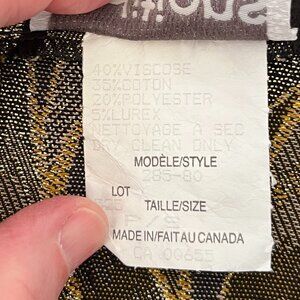 40%VISCOSE
35%COTON
20%POLYESTER
5%LUREX
NETTOYAGE A SEC
DRY CLEAN ONLY
MODÈLE/STYLE
285-80
LOT TAILLE/SIZE
P/S
MADE IN/FAIT AU CANADA
CA 00655